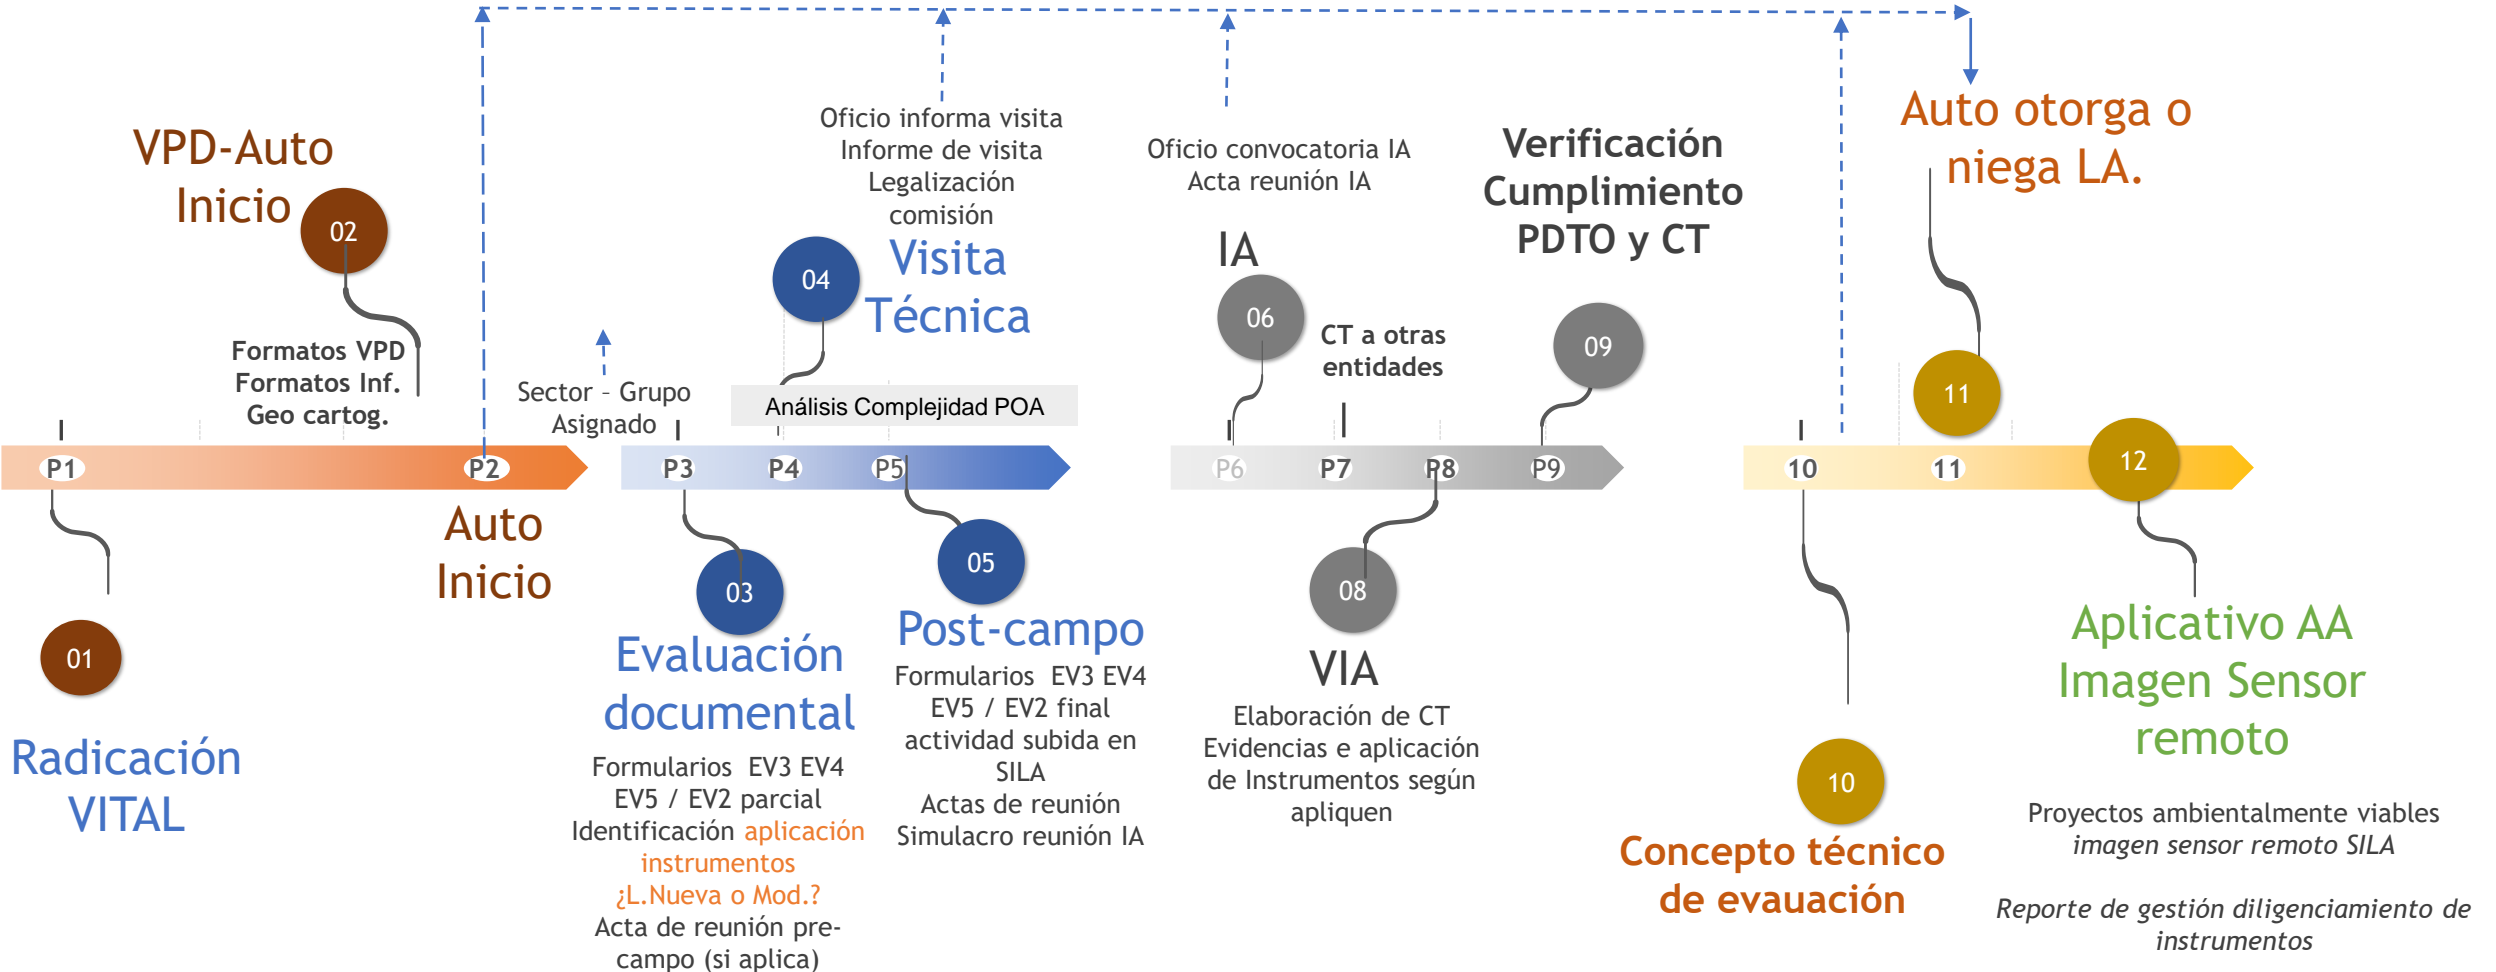 VPD-Auto
Inicio
02
Formatos VPD
Formatos Inf.
Geo cartog.
P1
P2
01
Radicación
VITAL
Auto
Inicio
Sector – Grupo
Asignado
Oficio informa visita
Informe de visita
Legalización
comisión
04
Visita
Técnica
Análisis Complejidad POA
P3
P4
P5
03
Evaluación
documental
Formularios EV3 EV4
EV5 / EV2 parcial
Identificación aplicación
instrumentos
¿L.Nueva o Mod.?
Acta de reunión pre-
campo (si aplica)
05
Post-campo
Formularios EV3 EV4
EV5 / EV2 final
actividad subida en
SILA
Actas de reunión
Simulacro reunión IA
Oficio convocatoria IA
Acta reunión IA
IA
06
CT a otras
entidades
Verificación
Cumplimiento
PDTO y CT
09
P6
P7
P8
P9
08
VIA
Elaboración de CT
Evidencias e aplicación
de Instrumentos según
apliquen
Auto otorga o
niega LA.
11
10
11
12
10
Concepto técnico
de evauación
Aplicativo AA
Imagen Sensor
remoto
Proyectos ambientalmente viables
imagen sensor remoto SILA
Reporte de gestión diligenciamiento de
instrumentos